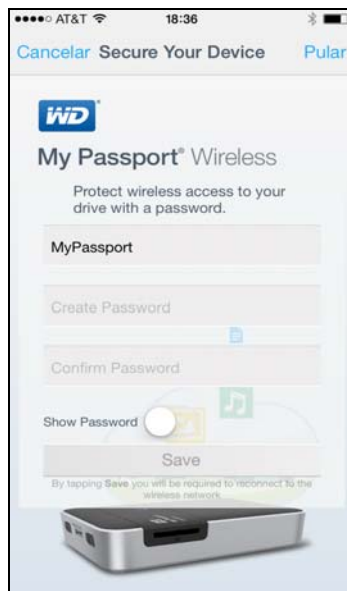 AT&T 18:36
Cancelar Secure Your Device Pular
WD
My Passport® Wireless
Protect wireless access to your
drive with a password.
MyPassport
Create Password
Confirm Password
Show Password
Save
By tapping Save you will be required to reconnect to the
wireless network.